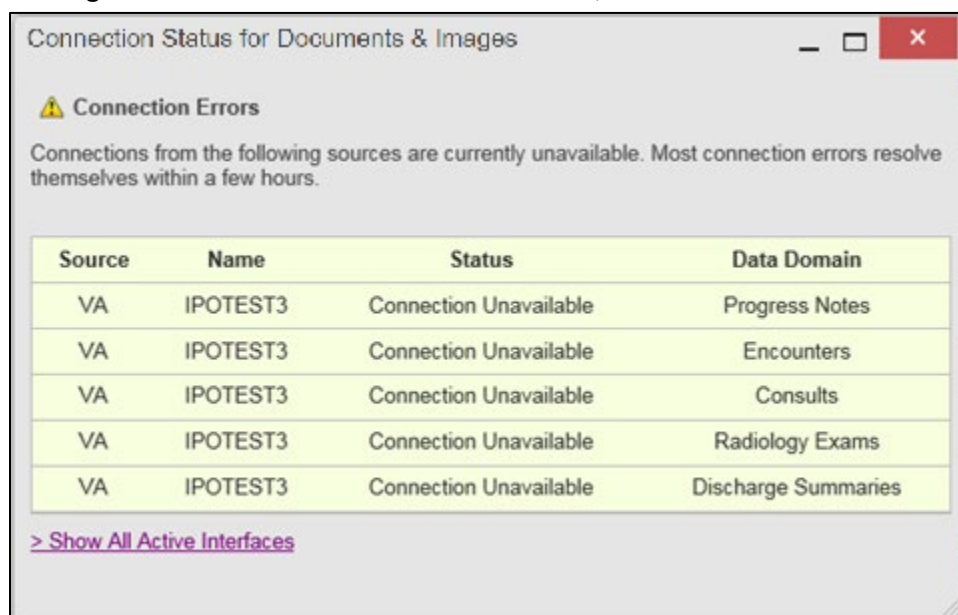 Connection Status for Documents & Images
Connection Errors
Connections from the following sources are currently unavailable. Most connection errors resolve
themselves within a few hours.
Source Name Status Data Domain
VA IPOTEST3 Connection Unavailable Progress Notes
VA IPOTEST3 Connection Unavailable Encounters
VA IPOTEST3 Connection Unavailable Consults
VA IPOTEST3 Connection Unavailable Radiology Exams
VA IPOTEST3 Connection Unavailable Discharge Summaries
> Show All Active Interfaces